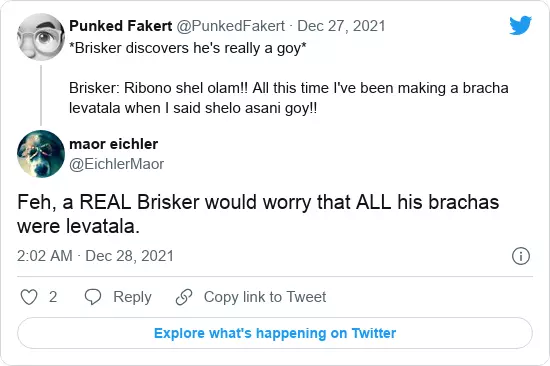 Punked Fakert @PunkedFakert · Dec 27, 2021
*Brisker discovers he's really a goy*
Brisker: Ribono shel olam!! All this time I've been making a bracha
levatala when I said shelo asani goy!!
maor eichler
@EichlerMaor
Feh, a REAL Brisker would worry that ALL his brachas
were levatala.
2:02 AM · Dec 28, 2021
2 Reply Copy link to Tweet
Explore what's happening on Twitter